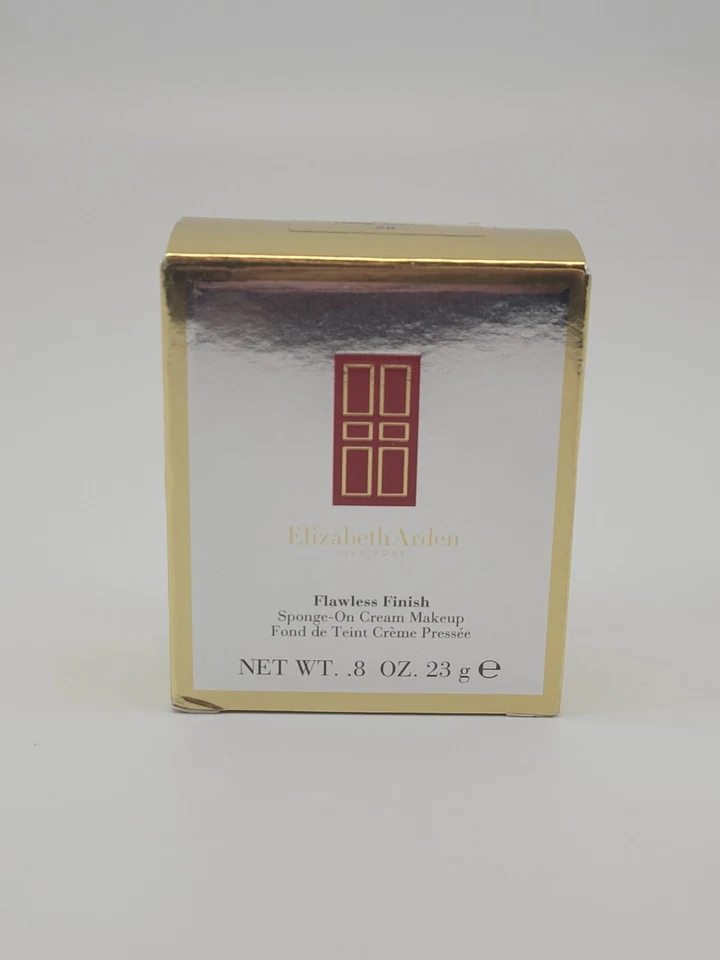 Elizabeth Arden
NEW YORK
Flawless Finish
Sponge-On Cream Makeup
Fond de Teint Crème Pressée
NET WT. .8 OZ. 23 g ℮